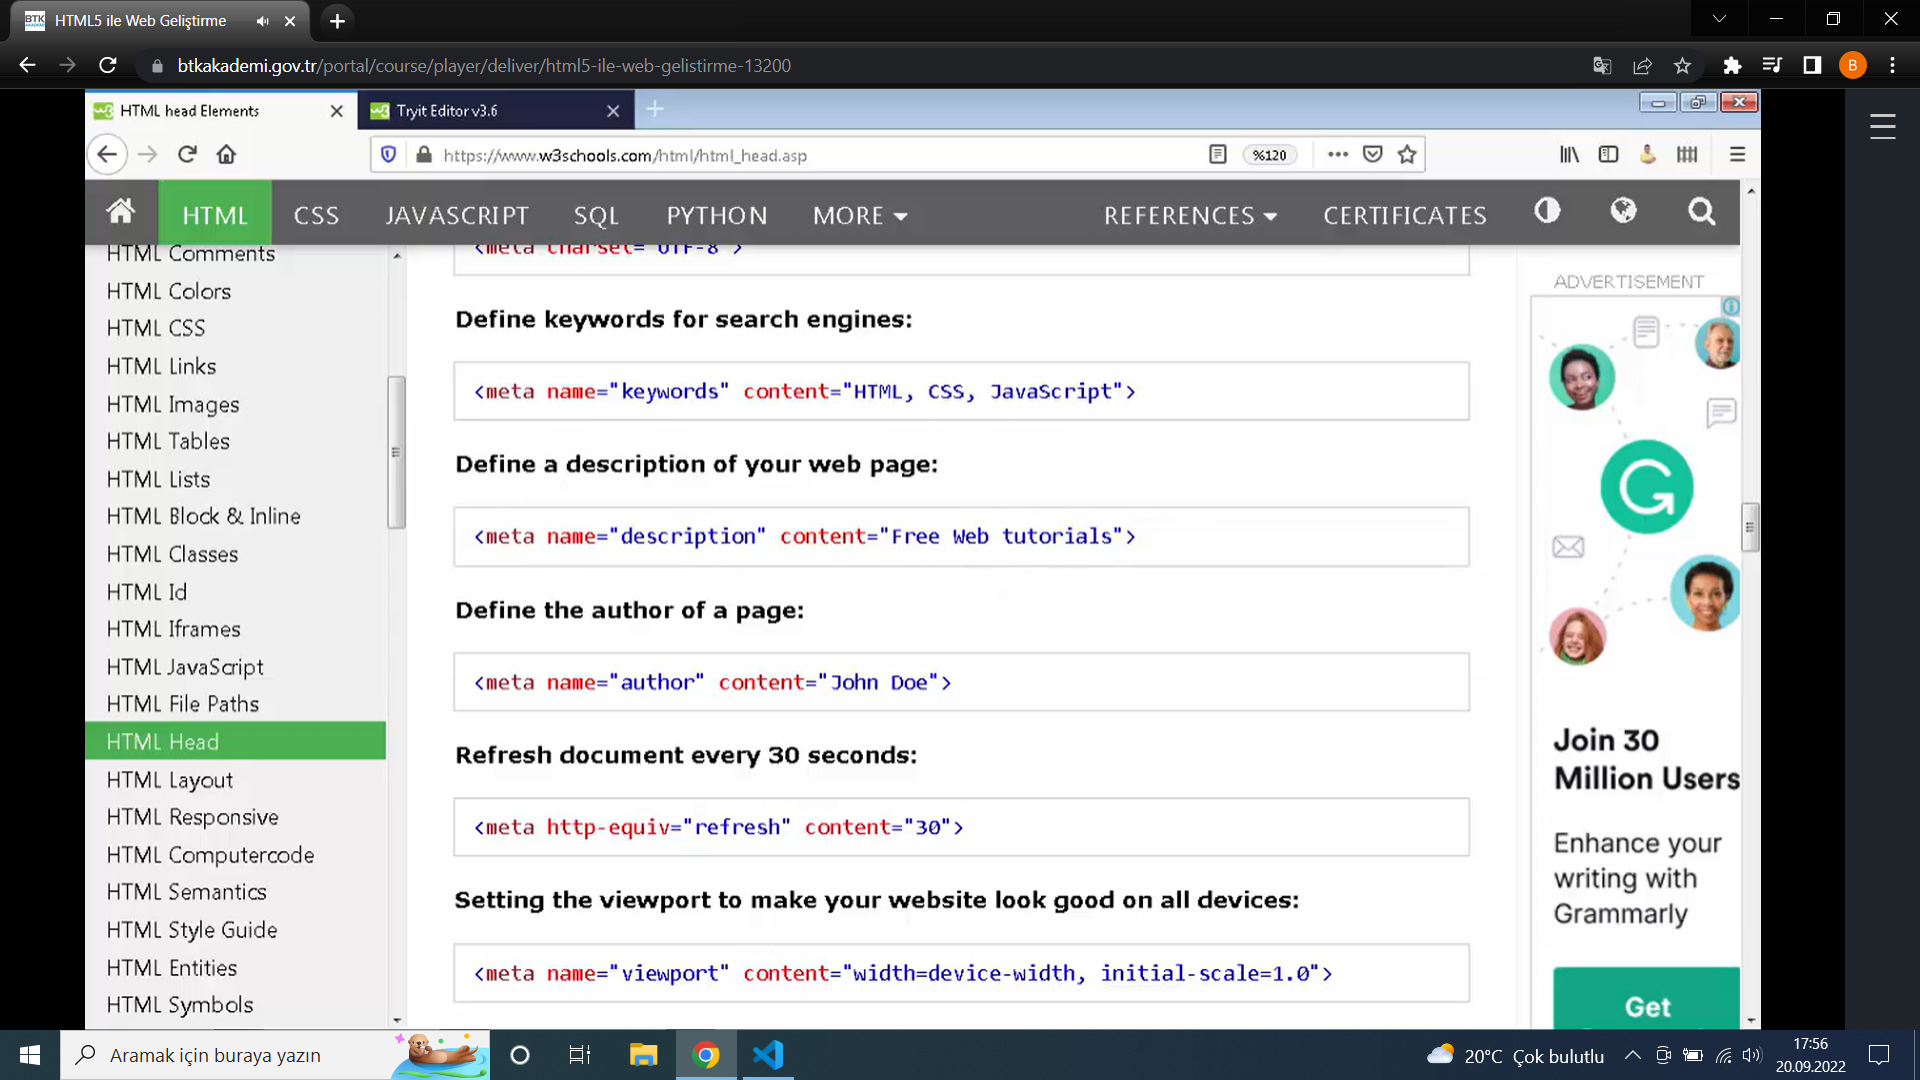 HTML5 ile Web Geliştirme
btkakademi.gov.tr/portal/course/player/deliver/html5-ile-web-gelistirme-13200
B
HTML head Elements
Tryit Editor v3.6
https://www.w3schools.com/html/html_head.asp
%120
HTML CSS JAVASCRIPT SQL PYTHON MORE REFERENCES CERTIFICATES
HTML Comments
HTML Colors
HTML CSS
HTML Links
HTML Images
HTML Tables
HTML Lists
HTML Block & Inline
HTML Classes
HTML Id
HTML Iframes
HTML JavaScript
HTML File Paths
HTML Head
HTML Layout
HTML Responsive
HTML Computercode
HTML Semantics
HTML Style Guide
HTML Entities
HTML Symbols
<meta charset="UTF-8">
Define keywords for search engines:
<meta name="keywords" content="HTML, CSS, JavaScript">
Define a description of your web page:
<meta name="description" content="Free Web tutorials">
Define the author of a page:
<meta name="author" content="John Doe">
Refresh document every 30 seconds:
<meta http-equiv="refresh" content="30">
Setting the viewport to make your website look good on all devices:
<meta name="viewport" content="width=device-width, initial-scale=1.0">
ADVERTISEMENT
Join 30
Million Users
Enhance your
writing with
Grammarly
Get
Aramak için buraya yazın
20°C Çok bulutlu
17:56
20.09.2022